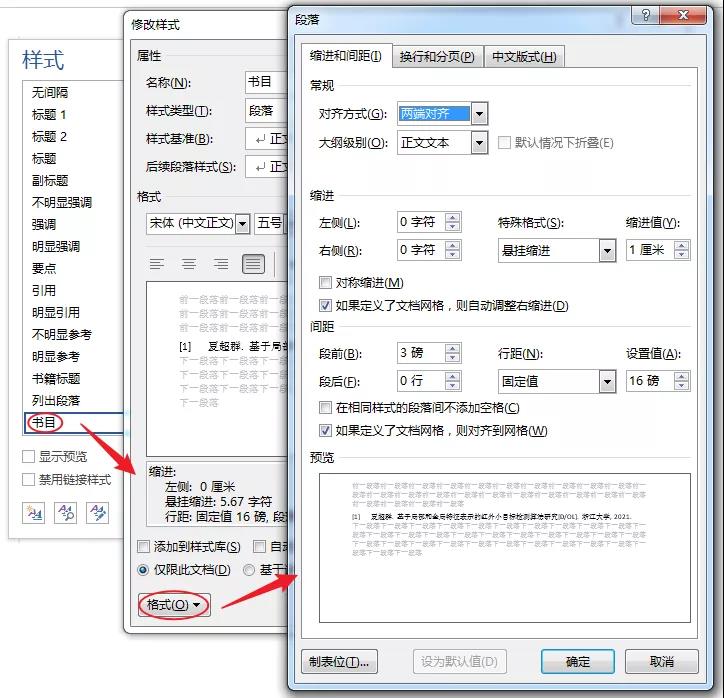 样式
无间隔
标题 1
标题 2
标题
副标题
不明显强调
强调
明显强调
要点
引用
明显引用
不明显参考
明显参考
书籍标题
列出段落
书目
显示预览
禁用链接样式
修改样式
属性
名称(N): 书目
样式类型(T): 段落
样式基准(B): 正
后续段落样式(S): 正
格式
宋体 (中文正文) 五号
前一段落前一段落前一段
前一段落前一段落前一段
前一段落前一段落前一段
[1] 夏超群. 基于局部
下一段落下一段落下一段
下一段落下一段落下一段
下一段落下一段落下一段
下一段落
缩进:
左侧: 0 厘米
悬挂缩进: 5.67 字符
行距: 固定值 16 磅, 段
添加到样式库(S) 自
仅限此文档(D) 基于
格式(O)
段落
缩进和间距(I) 换行和分页(P) 中文版式(H)
常规
对齐方式(G): 两端对齐
大纲级别(O): 正文文本 默认情况下折叠(E)
缩进
左侧(L): 0 字符 特殊格式(S): 缩进值(Y):
右侧(R): 0 字符 悬挂缩进 1 厘米
对称缩进(M)
如果定义了文档网格，则自动调整右缩进(D)
间距
段前(B): 3 磅 行距(N): 设置值(A):
段后(F): 0 行 固定值 16 磅
在相同样式的段落间不添加空格(C)
如果定义了文档网格，则对齐到网格(W)
预览
前一段落前一段落前一段落前一段落前一段落前一段落前一段落前一段落前一段落前一段落
[1] 夏超群. 基于局部和全局特征表示的红外小目标检测算法研究[D/OL]. 浙江大学, 2021.
制表位(T)... 设为默认值(D) 确定 取消